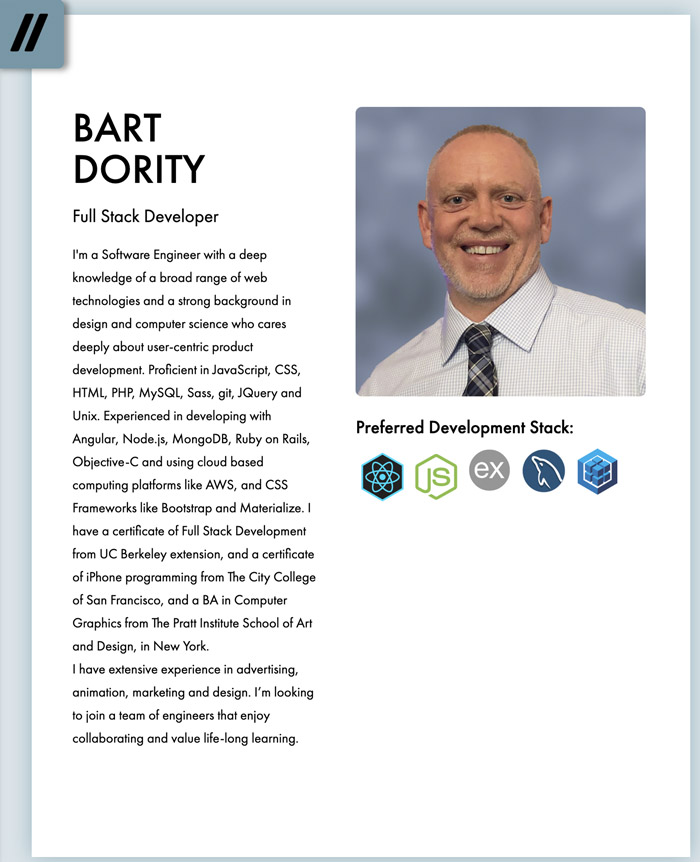 //
BART
DORITY
Full Stack Developer
I'm a Software Engineer with a deep
knowledge of a broad range of web
technologies and a strong background in
design and computer science who cares
deeply about user-centric product
development. Proficient in JavaScript, CSS,
HTML, PHP, MySQL, Sass, git, JQuery and
Unix. Experienced in developing with
Angular, Node.js, MongoDB, Ruby on Rails,
Objective-C and using cloud based
computing platforms like AWS, and CSS
Frameworks like Bootstrap and Materialize. I
have a certificate of Full Stack Development
from UC Berkeley extension, and a certificate
of iPhone programming from The City College
of San Francisco, and a BA in Computer
Graphics from The Pratt Institute School of Art
and Design, in New York.
I have extensive experience in advertising,
animation, marketing and design. I’m looking
to join a team of engineers that enjoy
collaborating and value life-long learning.
Preferred Development Stack:
JS ex